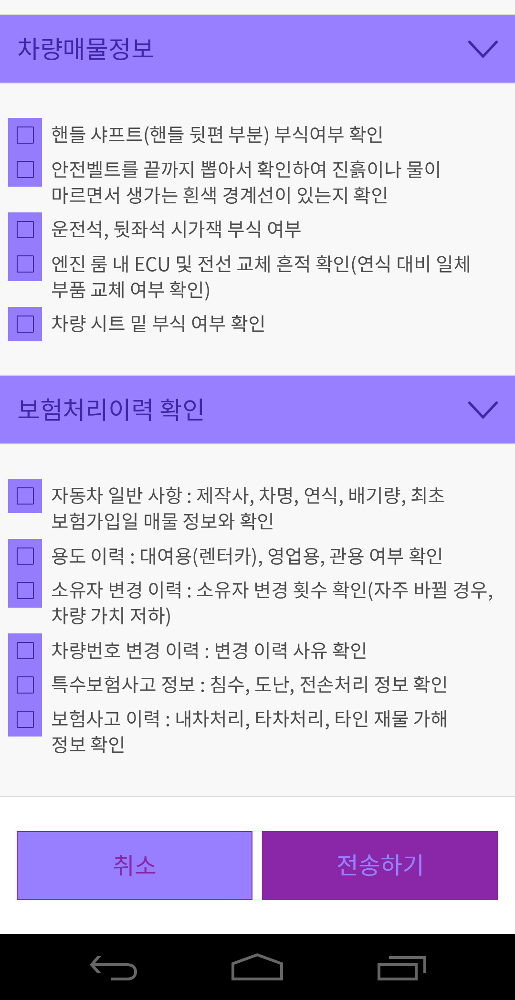 차량매물정보
핸들 샤프트(핸들 뒷편 부분) 부식여부 확인
안전벨트를 끝까지 뽑아서 확인하여 진흙이나 물이
마르면서 생가는 흰색 경계선이 있는지 확인
운전석, 뒷좌석 시가잭 부식 여부
엔진 룸 내 ECU 및 전선 교체 흔적 확인(연식 대비 일체
부품 교체 여부 확인)
차량 시트 밑 부식 여부 확인
보험처리이력 확인
자동차 일반 사항 : 제작사, 차명, 연식, 배기량, 최초
보험가입일 매물 정보와 확인
용도 이력 : 대여용(렌터카), 영업용, 관용 여부 확인
소유자 변경 이력 : 소유자 변경 횟수 확인(자주 바뀔 경우,
차량 가치 저하)
차량번호 변경 이력 : 변경 이력 사유 확인
특수보험사고 정보 : 침수, 도난, 전손처리 정보 확인
보험사고 이력 : 내차처리, 타차처리, 타인 재물 가해
정보 확인
취소
전송하기